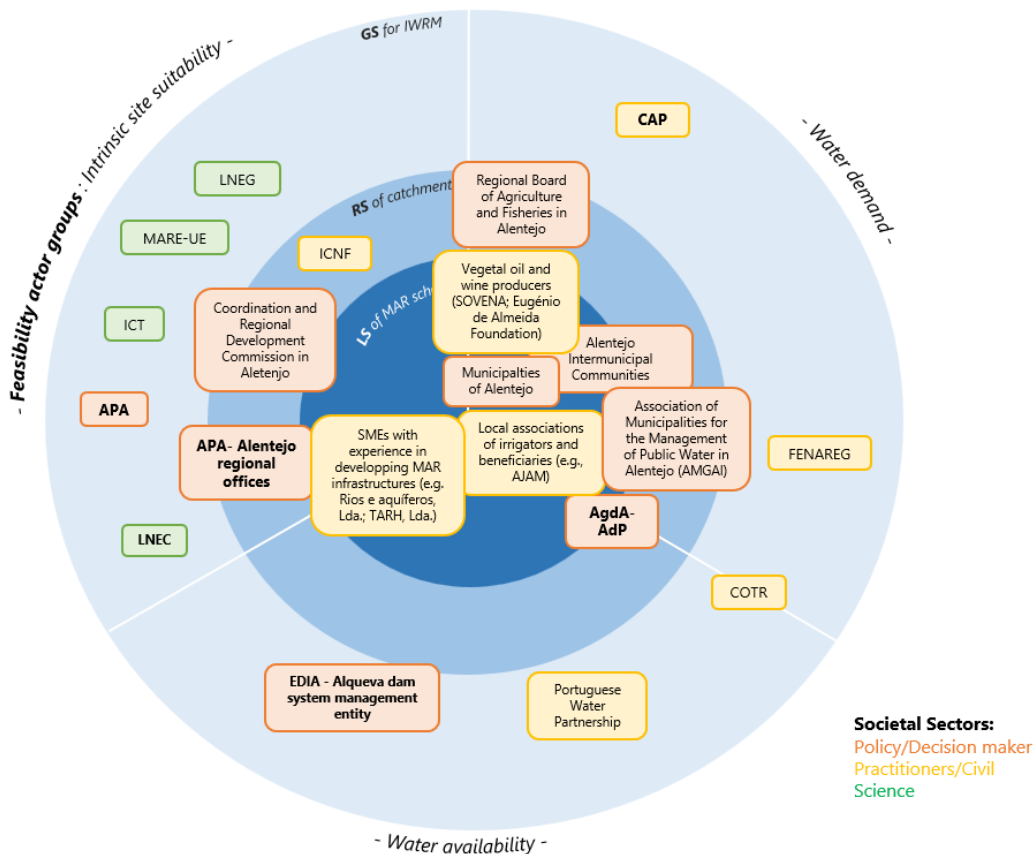 GS for IWRM
- Feasibility actor groups : Intrinsic site suitability -
- Water demand -
CAP
LNEG
RS of catchment
Regional Board
of Agriculture
and Fisheries in
Alentejo
MARE-UE
ICNF
Vegetal oil and
wine producers
(SOVENA; Eugénio
de Almeida
Foundation)
LS of MAR sch
ICT
Coordination and
Regional
Development
Commission in
Aletenjo
Alentejo
Intermunicipal
Communities
Municipalties
of Alentejo
APA
Association of
Municipalities for
the Management
of Public Water in
Alentejo (AMGAI)
APA- Alentejo
regional
offices
SMEs with
experience in
developping MAR
infrastructures (e.g.
Rios e aquíferos,
Lda.; TARH, Lda.)
Local associations
of irrigators and
beneficiaries (e.g.,
AJAM)
FENAREG
AgdA-
AdP
LNEC
COTR
EDIA - Alqueva dam
system management
entity
Portuguese
Water
Partnership
- Water availability -
Societal Sectors:
Policy/Decision maker
Practitioners/Civil
Science